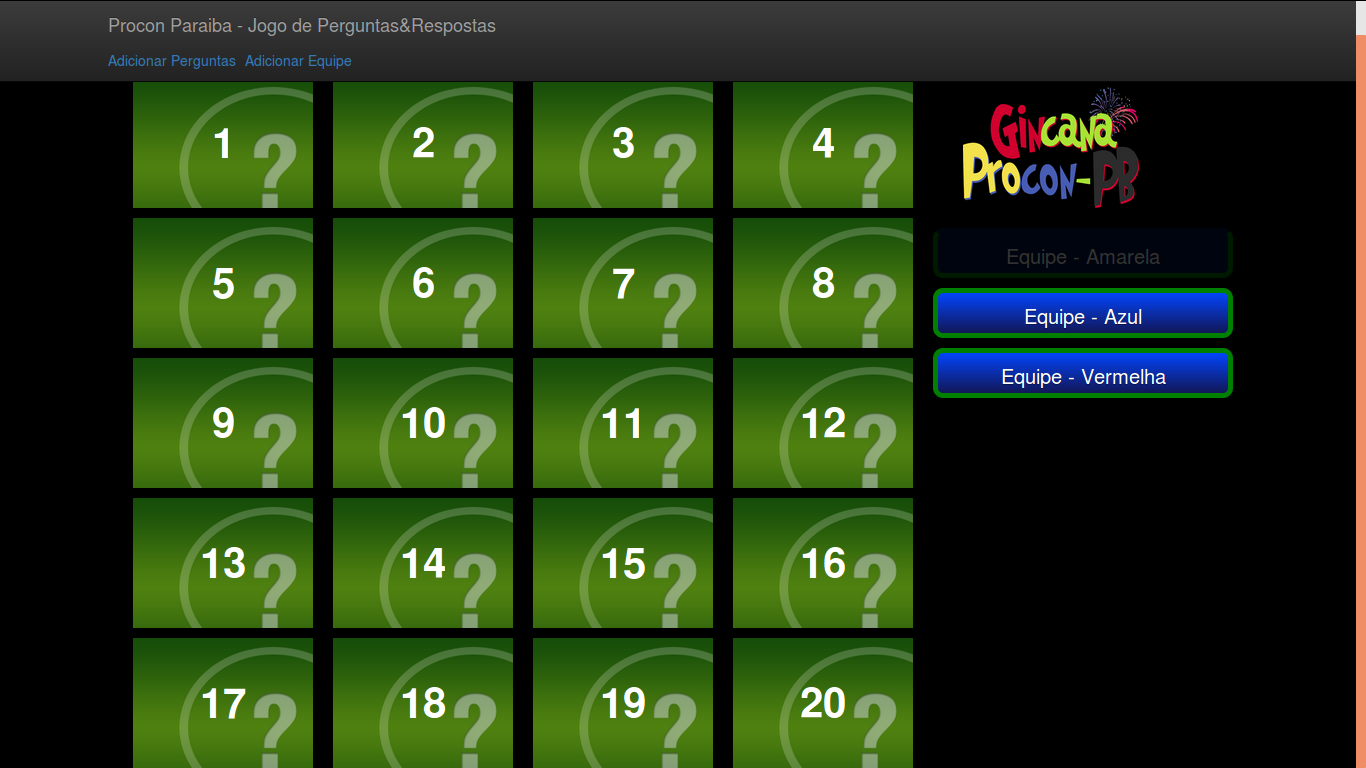 Procon Paraiba - Jogo de Perguntas&Respostas
Adicionar Perguntas Adicionar Equipe
1 ? 2 ? 3 ? 4 ?
Gincana
Procon-PB
5 ? 6 ? 7 ? 8 ?
Equipe - Amarela
Equipe - Azul
Equipe - Vermelha
9 ? 10 ? 11 ? 12 ?
13 ? 14 ? 15 ? 16 ?
17 ? 18 ? 19 ? 20 ?